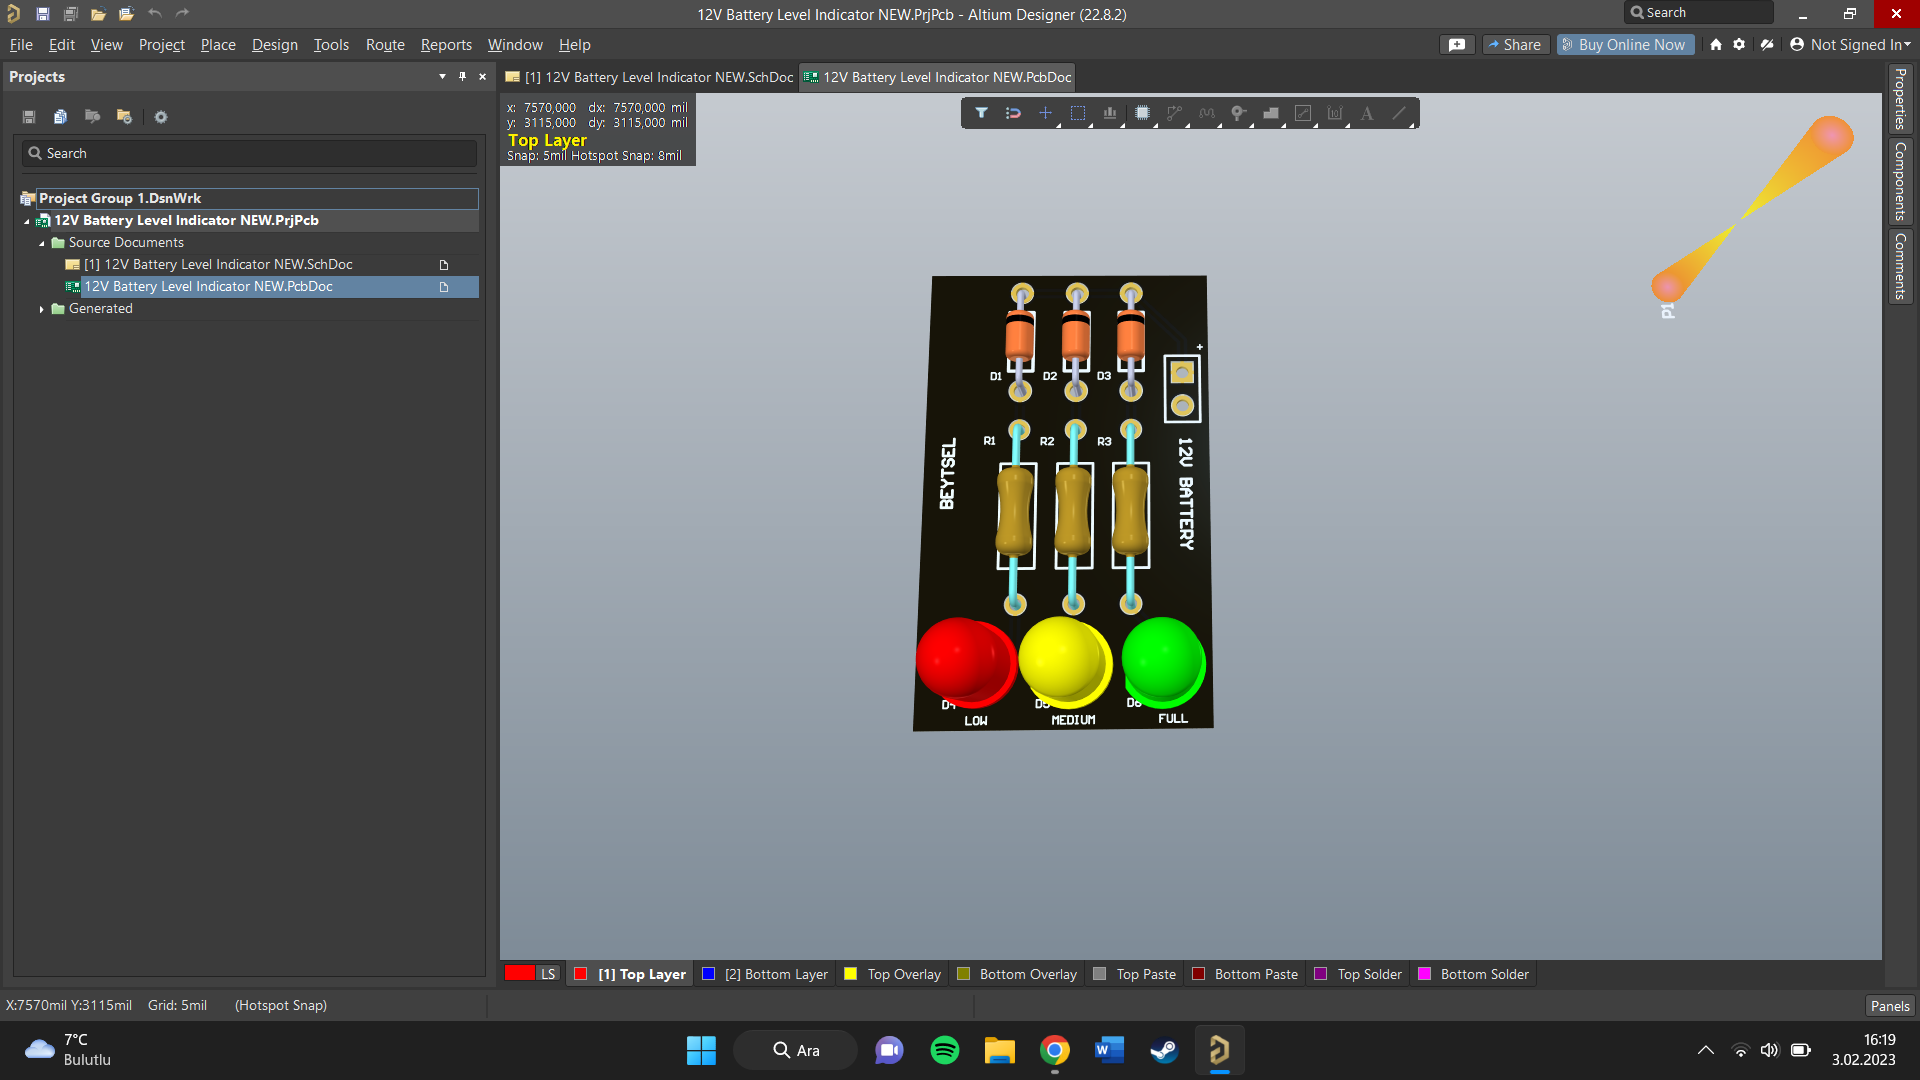 12V Battery Level Indicator NEW.PrjPcb - Altium Designer (22.8.2)
Search
File Edit View Project Place Design Tools Route Reports Window Help
Share
Buy Online Now
Not Signed In
Projects
[1] 12V Battery Level Indicator NEW.SchDoc
12V Battery Level Indicator NEW.PcbDoc
Search
Project Group 1.DsnWrk
12V Battery Level Indicator NEW.PrjPcb
Source Documents
[1] 12V Battery Level Indicator NEW.SchDoc
12V Battery Level Indicator NEW.PcbDoc
Generated
x: 7570,000 dx: 7570,000 mil
y: 3115,000 dy: 3115,000 mil
Top Layer
Snap: 5mil Hotspot Snap: 8mil
Properties
Components
Comments
P1
+
D1 D2 D3
R1 R2 R3
BEYTSEL
12V BATTERY
D4 D5 D6
LOW MEDIUM FULL
LS [1] Top Layer [2] Bottom Layer Top Overlay Bottom Overlay Top Paste Bottom Paste Top Solder Bottom Solder
X:7570mil Y:3115mil Grid: 5mil (Hotspot Snap)
Panels
7°C
Bulutlu
Ara
16:19
3.02.2023